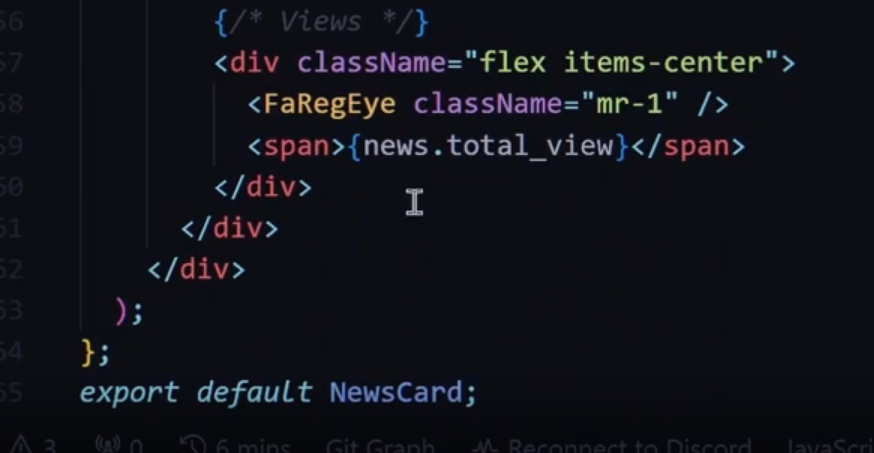 56 {/* Views */}
57 <div className="flex items-center">
58 <FaRegEye className="mr-1" />
59 <span>{news.total_view}</span>
60 </div>
61 </div>
62 </div>
63 );
64 };
65 export default NewsCard;
3 0 6 mins Git Graph Reconnect to Discord